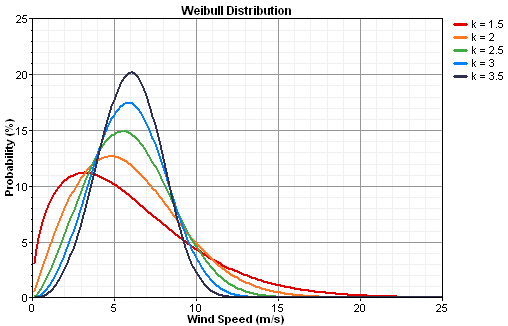 Weibull Distribution
25
20
15
10
5
0
Probability (%)
0 5 10 15 20 25
Wind Speed (m/s)
k = 1.5
k = 2
k = 2.5
k = 3
k = 3.5